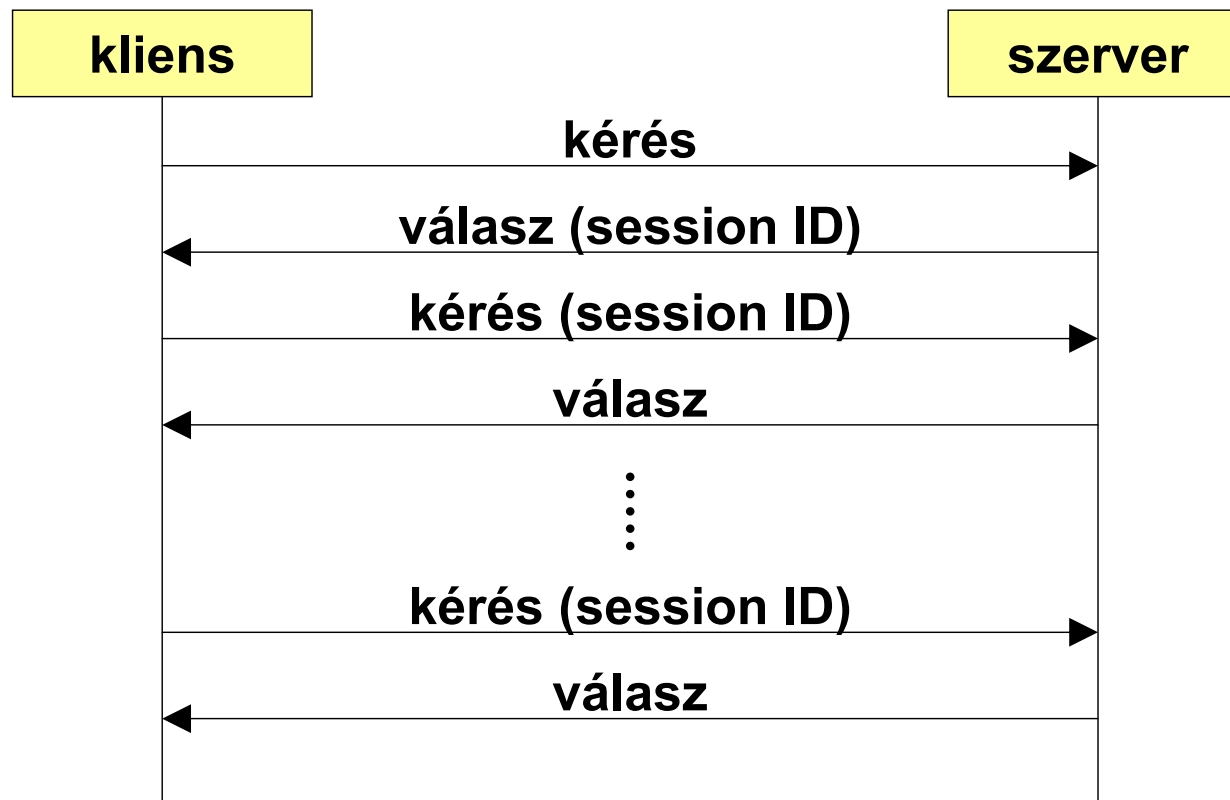 kliens
szerver
kérés
válasz (session ID)
kérés (session ID)
válasz
kérés (session ID)
válasz